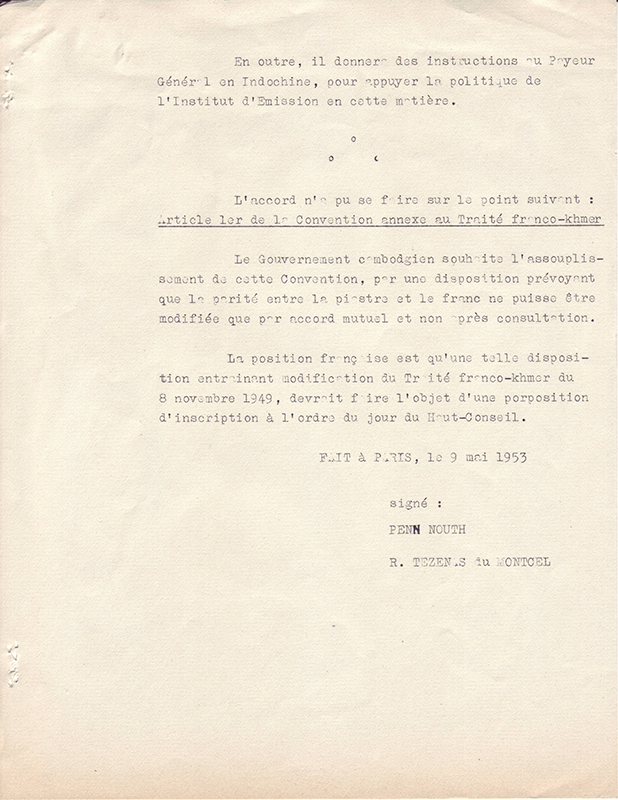 En outre, il donnera des instructions au Payeur
Général en Indochine, pour appuyer la politique de
l'Institut d'Emission en cette matière.
o
o o
L'accord n'a pu se faire sur le point suivant :
Article 1er de la Convention annexe au Traité franco-khmer
Le Gouvernement cambodgien souhaite l'assouplis-
sement de cette Convention, par une disposition prévoyant
que la parité entre la piastre et le franc ne puisse être
modifiée que par accord mutuel et non après consultation.
La position française est qu'une telle disposi-
tion entrainant modification du Traité franco-khmer du
8 novembre 1949, devrait faire l'objet d'une porposition
d'inscription à l'ordre du jour du Haut-Conseil.
FAIT à PARIS, le 9 mai 1953
signé :
PENN NOUTH
R. TEZENAS du MONTCEL